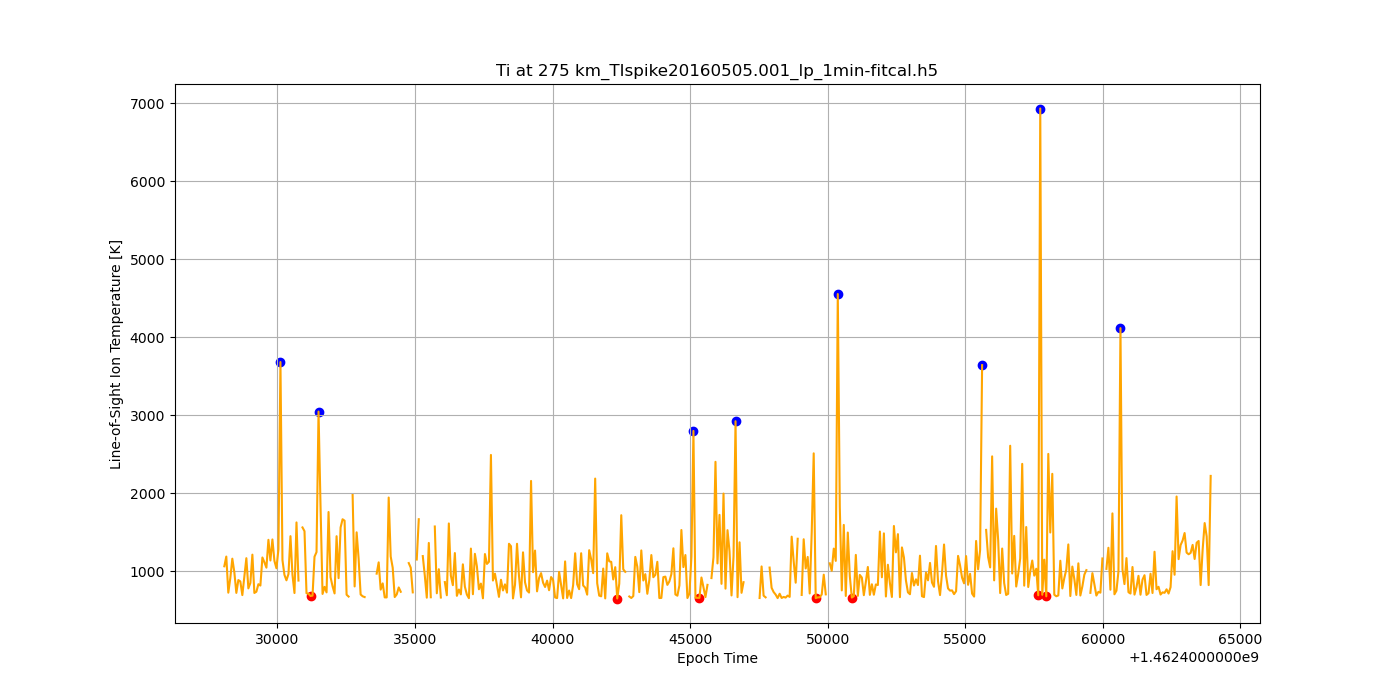 Ti at 275 km_TIspike20160505.001_lp_1min-fitcal.h5
Line-of-Sight Ion Temperature [K]
7000
6000
5000
4000
3000
2000
1000
30000 35000 40000 45000 50000 55000 60000 65000
Epoch Time
+1.4624000000e9